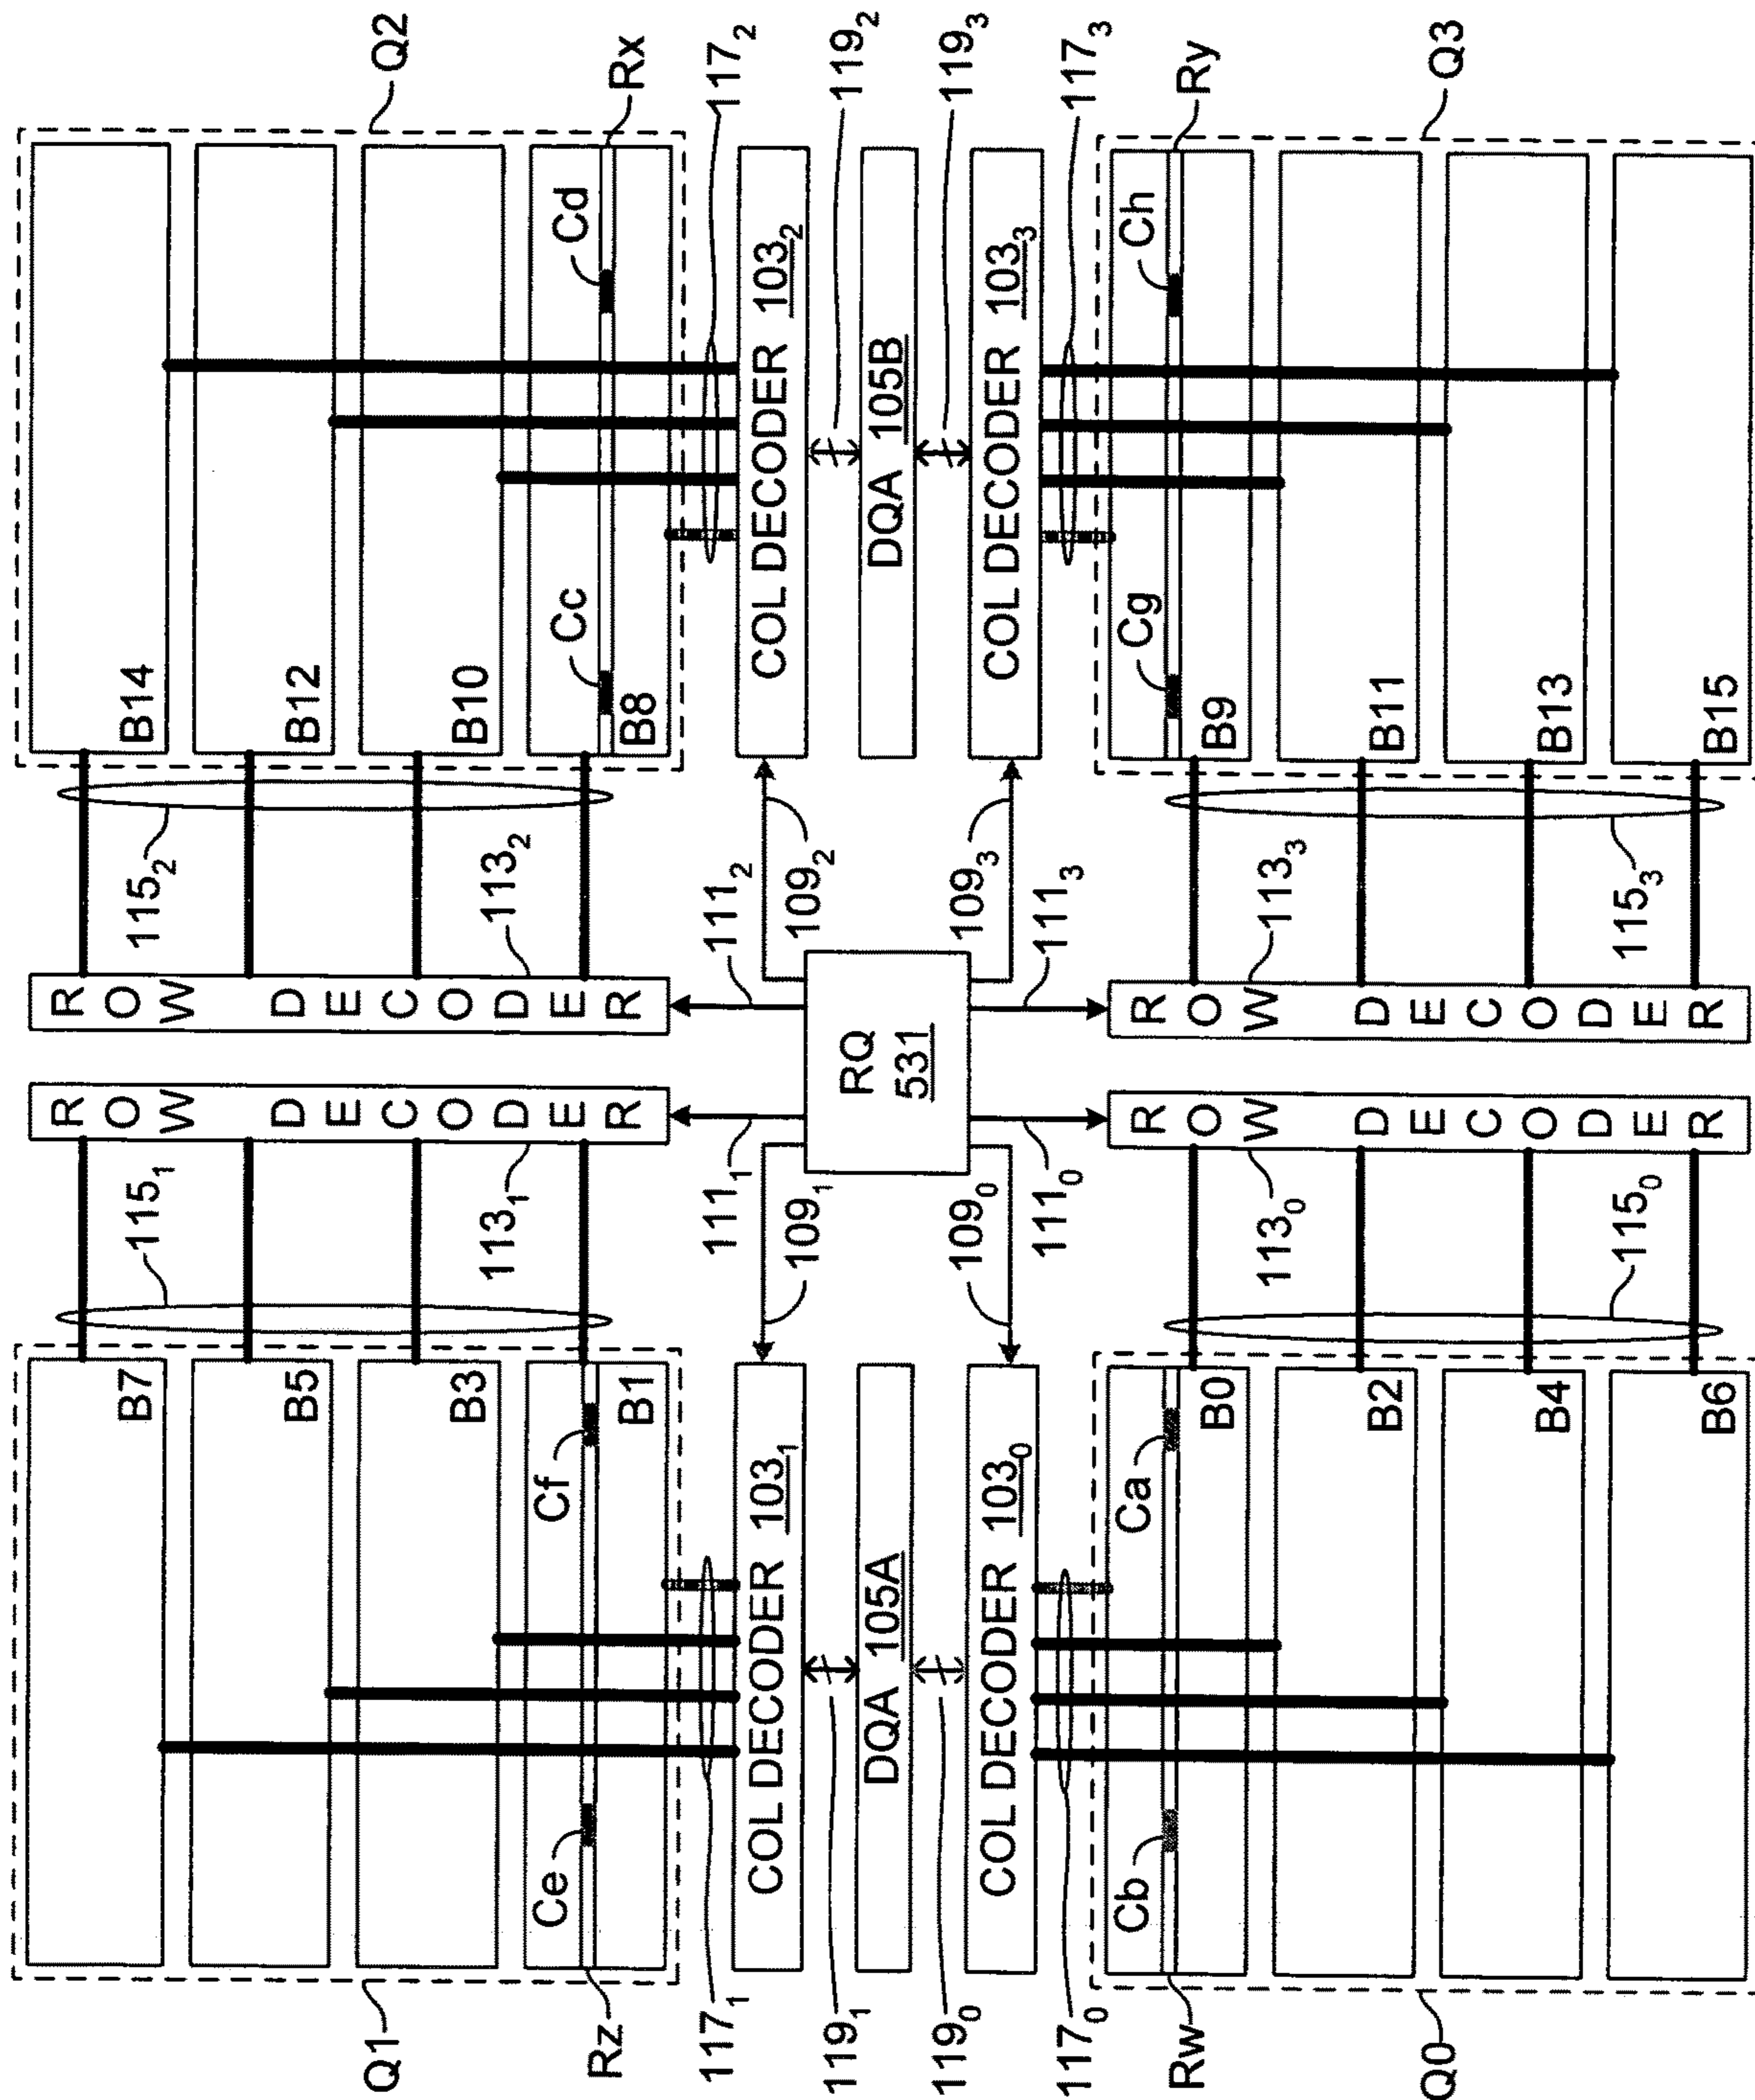 Q1
Rz
117₁
119₁
119₀
117₀
Rw
Q0
B7
B5
B3
B1
Ce
Cf
COL DECODER 103₁
DQA 105A
COL DECODER 103₀
Cb
Ca
B0
B2
B4
B6
115₁
113₁
111₁
109₁
109₀
111₀
113₀
115₀
ROW DECODER
ROW DECODER
RQ
531
ROW DECODER
ROW DECODER
115₂
113₂
111₂
109₂
109₃
111₃
113₃
115₃
B14
B12
B10
B8
Cc
Cd
COL DECODER 103₂
DQA 105B
COL DECODER 103₃
Cg
Ch
B9
B11
B13
B15
Q2
Rx
117₂
119₂
119₃
117₃
Ry
Q3